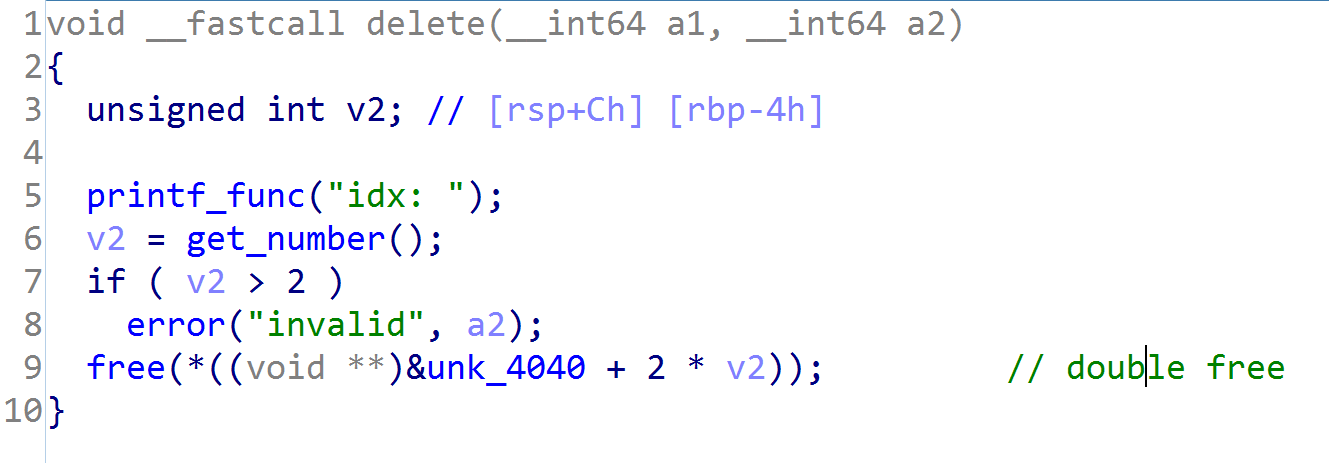 1 void __fastcall delete(__int64 a1, __int64 a2)
2 {
3   unsigned int v2; // [rsp+Ch] [rbp-4h]
4
5   printf_func("idx: ");
6   v2 = get_number();
7   if ( v2 > 2 )
8     error("invalid", a2);
9   free(*((void **)&unk_4040 + 2 * v2));         // double free
10 }